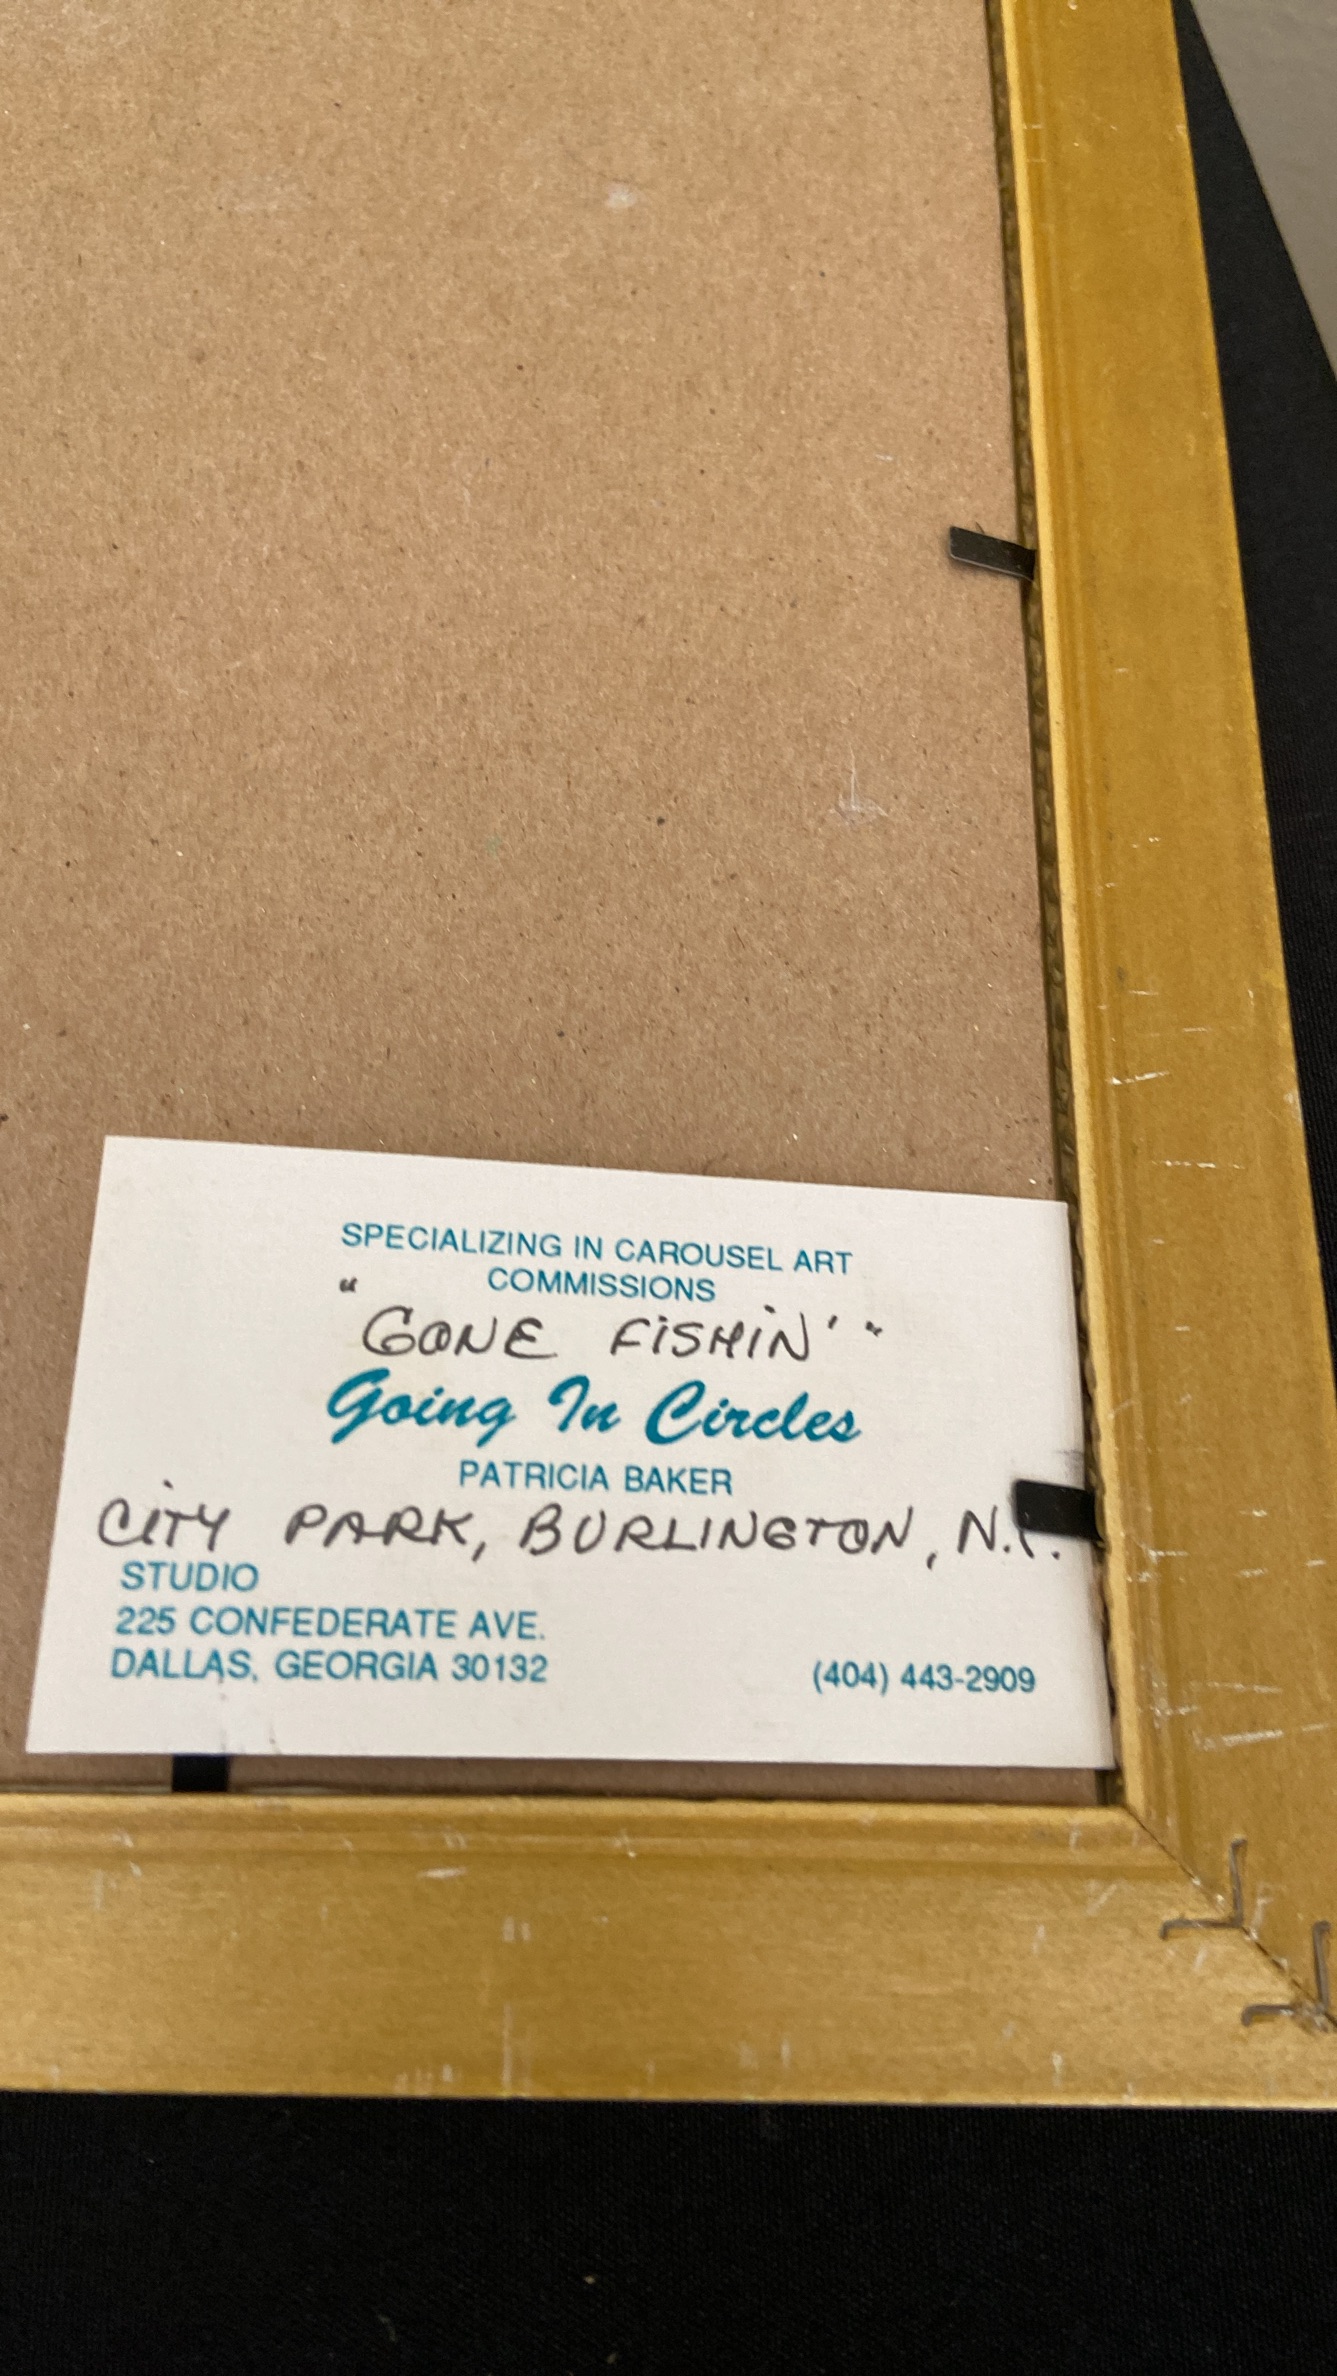 SPECIALIZING IN CAROUSEL ART
COMMISSIONS
"GONE FISHIN'"
Going In Circles
PATRICIA BAKER
CITY PARK, BURLINGTON,
STUDIO
225 CONFEDERATE AVE.
DALLAS, GEORGIA 30132
(404) 443-2909